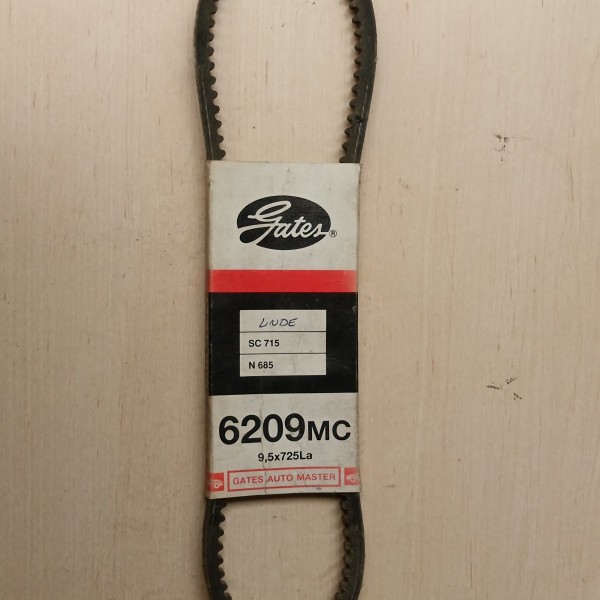 Gates®
LINDE
SC 715
N 685
6209MC
9,5x725La
GATES AUTO MASTER